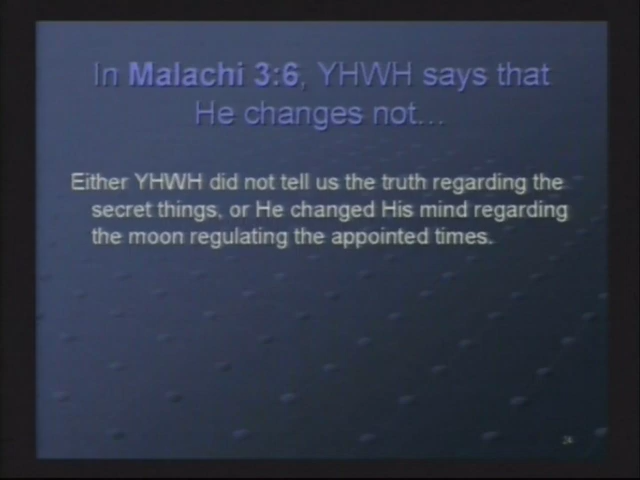 In Malachi 3:6, YHWH says that
He changes not...
Either YHWH did not tell us the truth regarding the
secret things, or He changed His mind regarding
the moon regulating the appointed times.